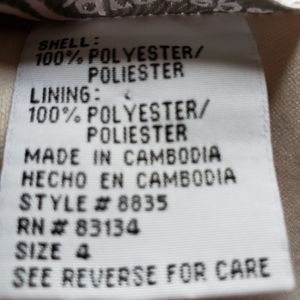 SHELL:
100% POLYESTER/
POLIESTER
LINING:
100% POLYESTER/
POLIESTER
MADE IN CAMBODIA
HECHO EN CAMBODIA
STYLE # 8835
RN # 83134
SIZE 4
SEE REVERSE FOR CARE